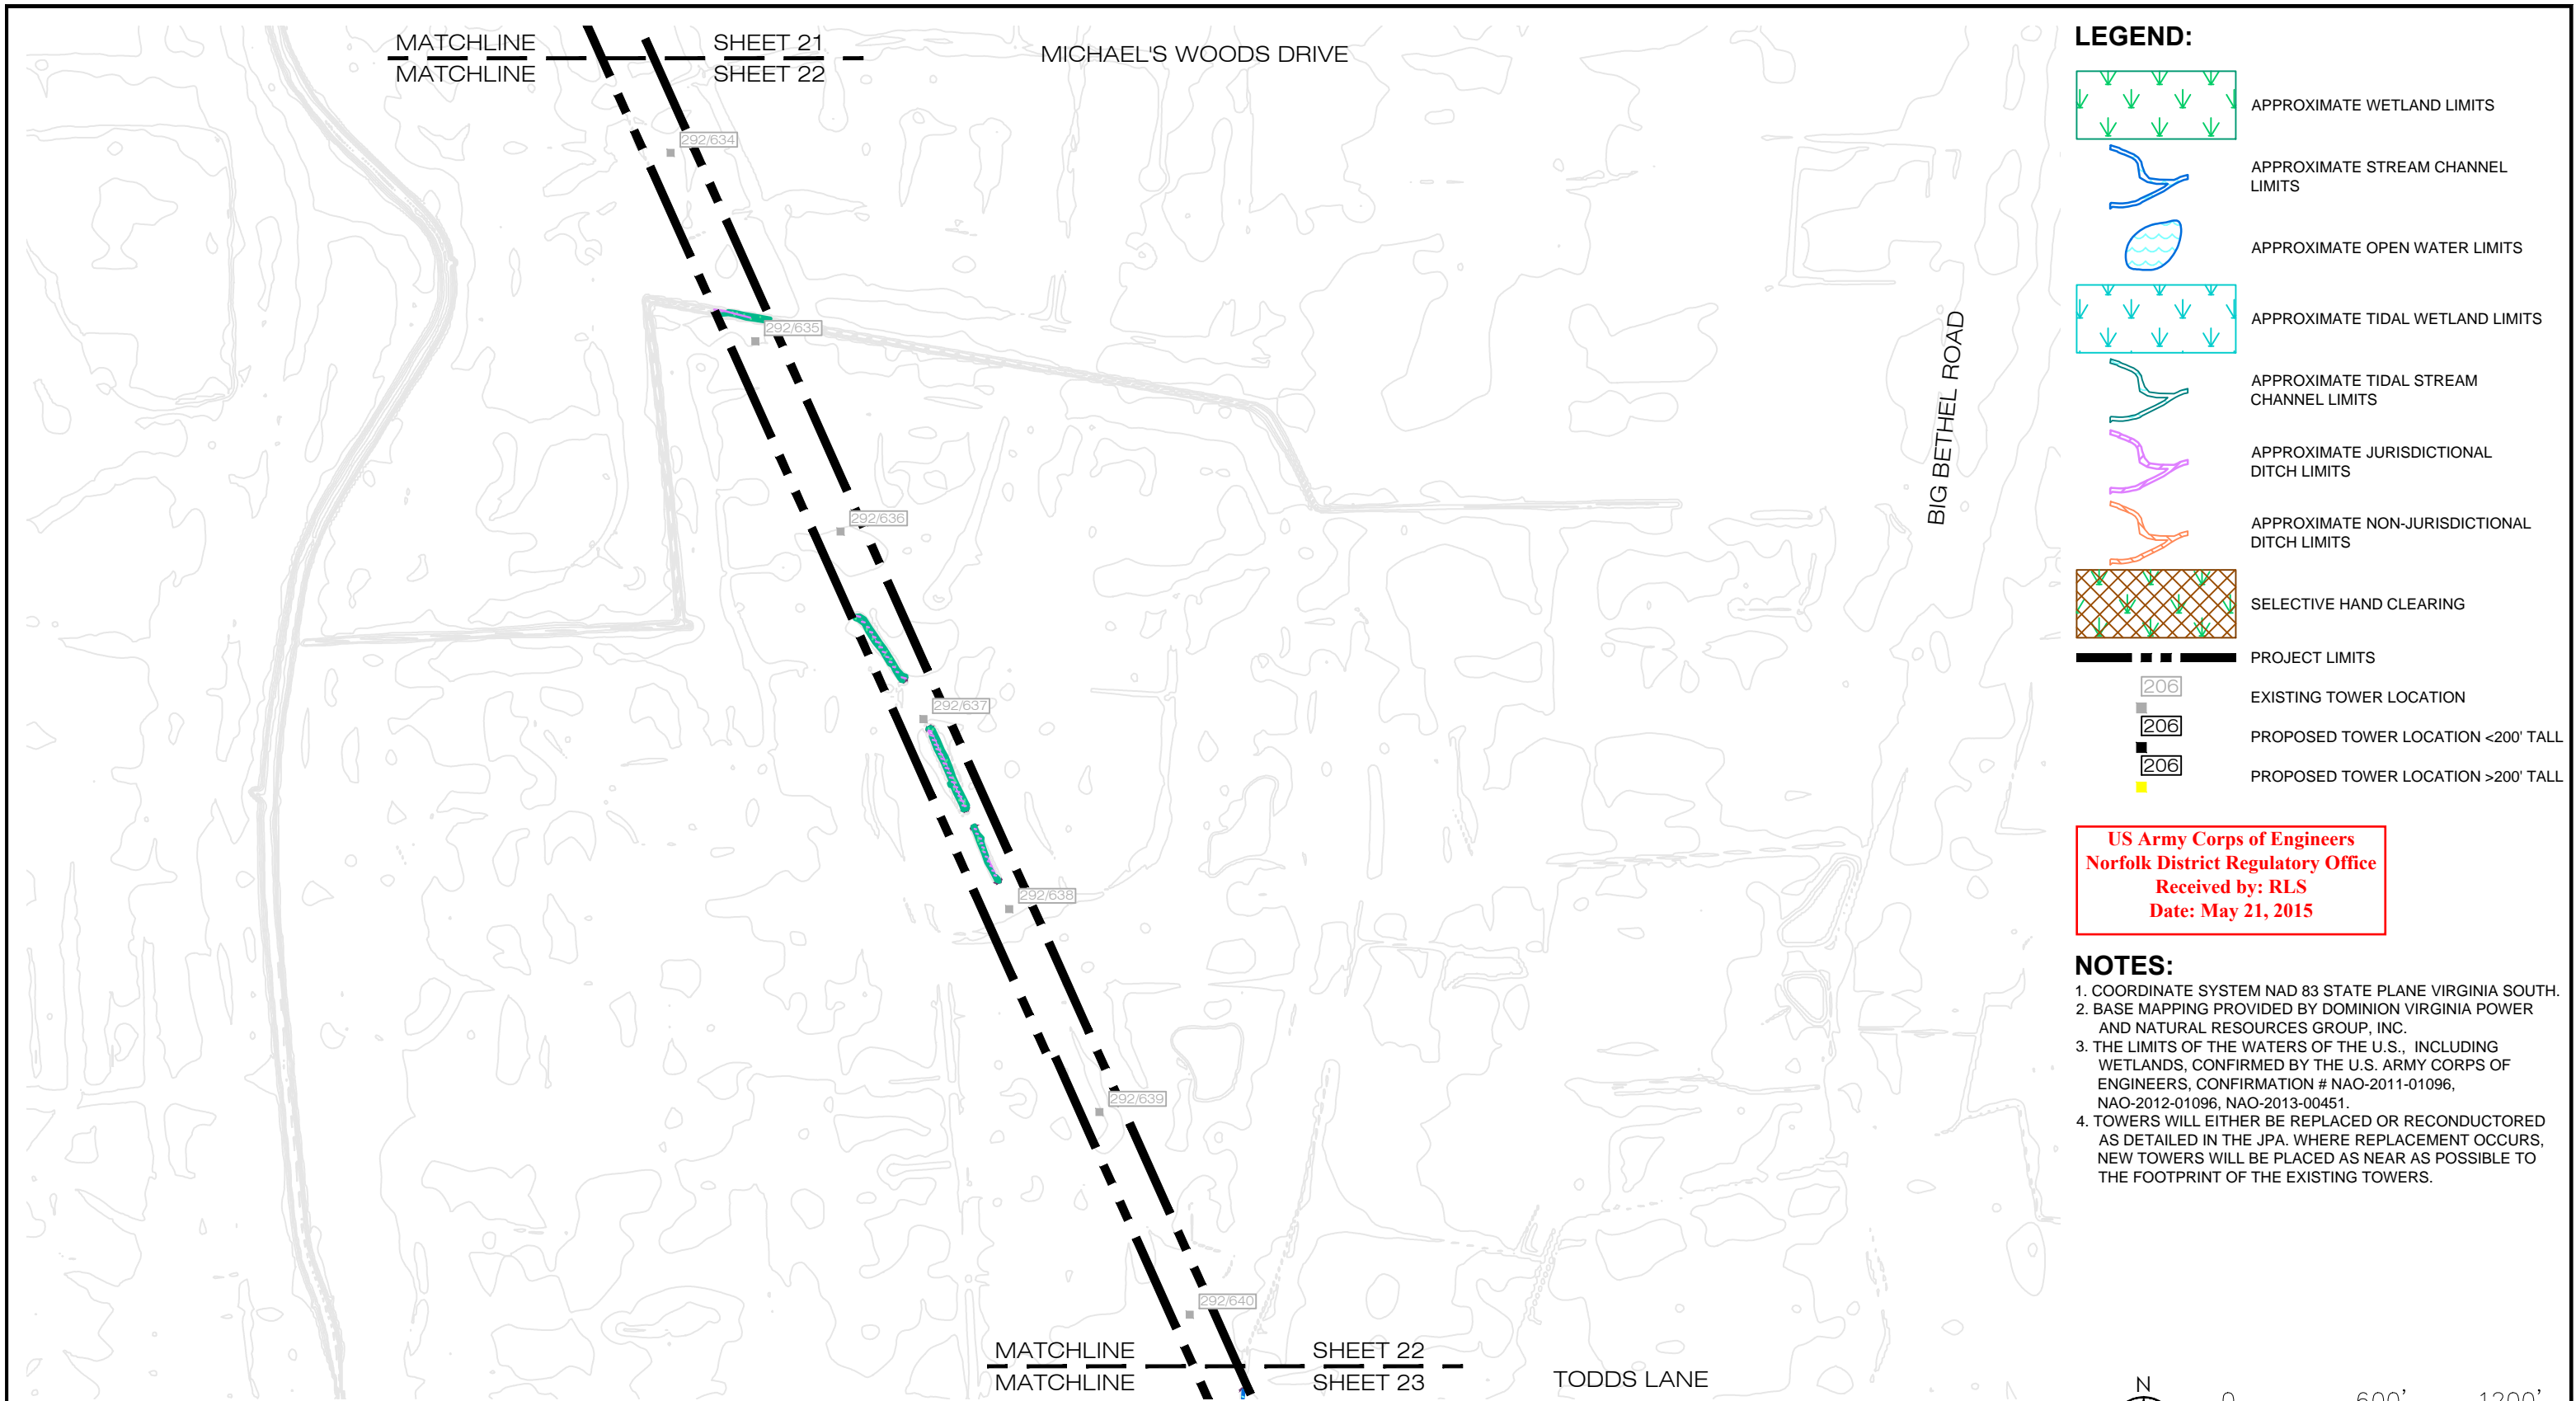 MATCHLINE SHEET 21
MATCHLINE SHEET 22
MICHAEL'S WOODS DRIVE
292/634
292/635
292/636
292/637
292/638
292/639
292/640
BIG BETHEL ROAD
MATCHLINE SHEET 22
MATCHLINE SHEET 23
TODDS LANE
LEGEND:
APPROXIMATE WETLAND LIMITS
APPROXIMATE STREAM CHANNEL
LIMITS
APPROXIMATE OPEN WATER LIMITS
APPROXIMATE TIDAL WETLAND LIMITS
APPROXIMATE TIDAL STREAM
CHANNEL LIMITS
APPROXIMATE JURISDICTIONAL
DITCH LIMITS
APPROXIMATE NON-JURISDICTIONAL
DITCH LIMITS
SELECTIVE HAND CLEARING
PROJECT LIMITS
206
EXISTING TOWER LOCATION
206
PROPOSED TOWER LOCATION <200' TALL
206
PROPOSED TOWER LOCATION >200' TALL
US Army Corps of Engineers
Norfolk District Regulatory Office
Received by: RLS
Date: May 21, 2015
NOTES:
1. COORDINATE SYSTEM NAD 83 STATE PLANE VIRGINIA SOUTH.
2. BASE MAPPING PROVIDED BY DOMINION VIRGINIA POWER
AND NATURAL RESOURCES GROUP, INC.
3. THE LIMITS OF THE WATERS OF THE U.S., INCLUDING
WETLANDS, CONFIRMED BY THE U.S. ARMY CORPS OF
ENGINEERS, CONFIRMATION # NAO-2011-01096,
NAO-2012-01096, NAO-2013-00451.
4. TOWERS WILL EITHER BE REPLACED OR RECONDUCTORED
AS DETAILED IN THE JPA. WHERE REPLACEMENT OCCURS,
NEW TOWERS WILL BE PLACED AS NEAR AS POSSIBLE TO
THE FOOTPRINT OF THE EXISTING TOWERS.
N
0 600' 1200'